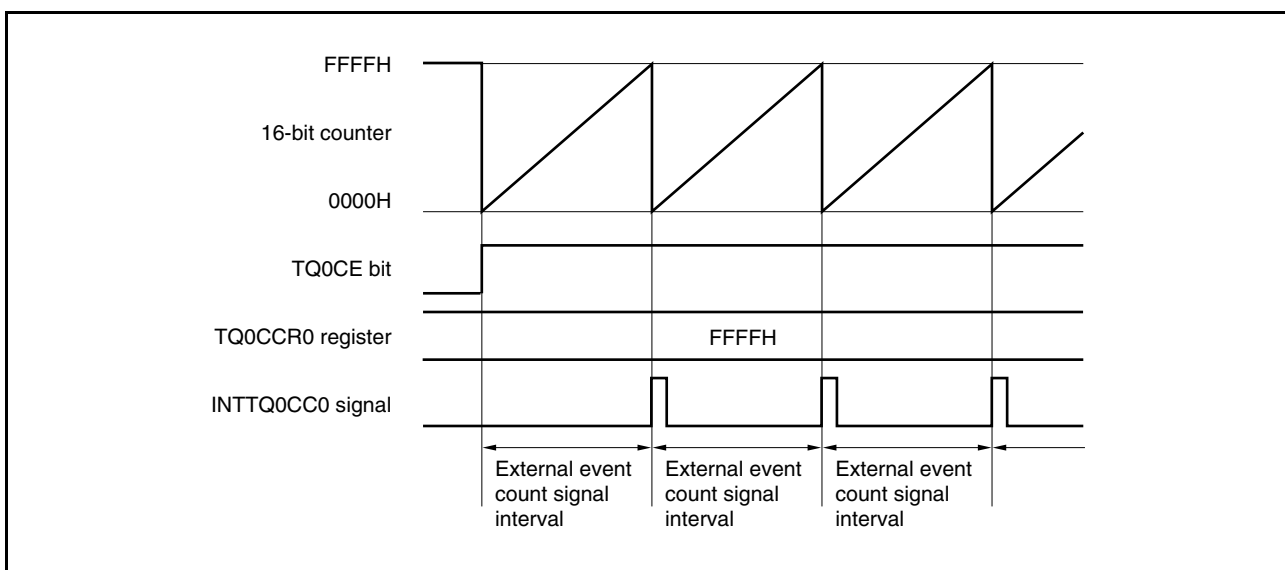 FFFFH
16-bit counter
0000H
TQ0CE bit
TQ0CCR0 register
FFFFH
INTTQ0CC0 signal
External event
count signal
interval
External event
count signal
interval
External event
count signal
interval